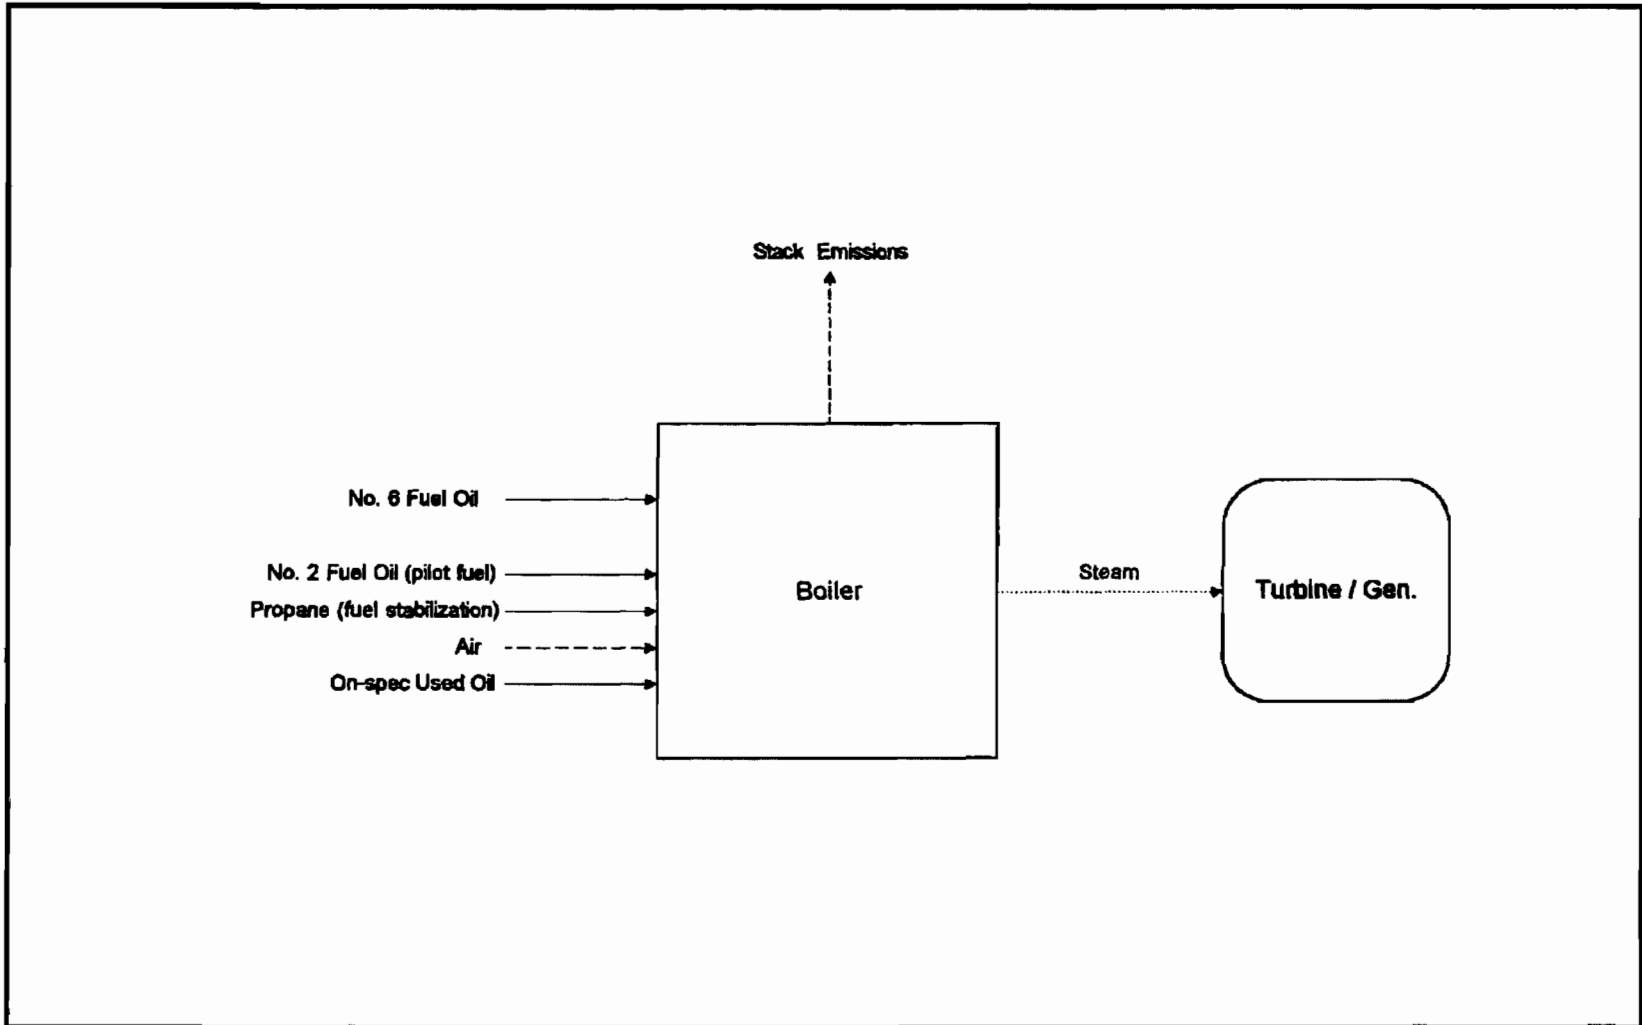 Stack Emissions
No. 6 Fuel Oil
No. 2 Fuel Oil (pilot fuel)
Propane (fuel stabilization)
Air
On-spec Used Oil
Boiler
Steam
Turbine / Gen.